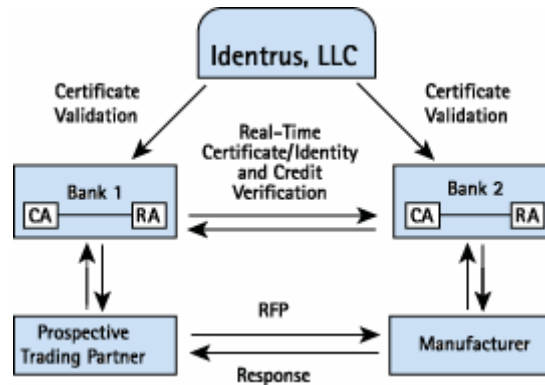 Identrus, LLC
Certificate
Validation
Certificate
Validation
Real-Time
Certificate/Identity
and Credit
Verification
Bank 1
CA
RA
Bank 2
CA
RA
Prospective
Trading Partner
RFP
Response
Manufacturer